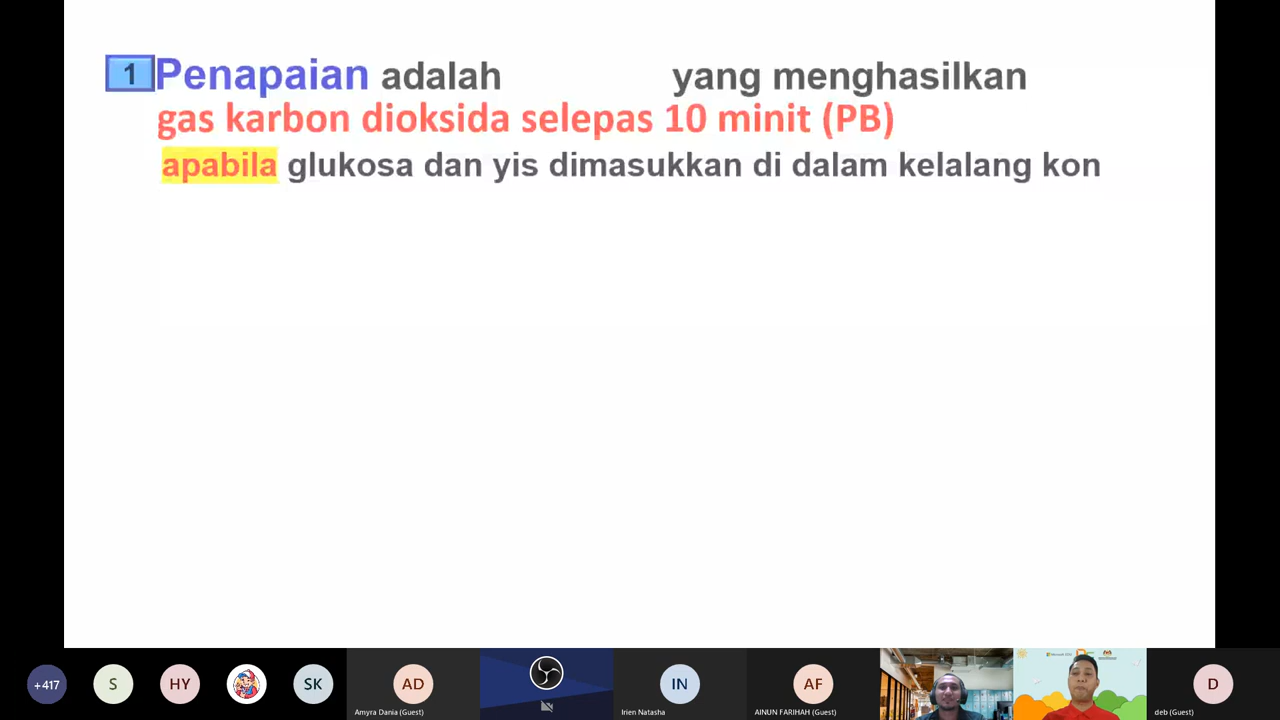 1 Penapaian adalah yang menghasilkan
gas karbon dioksida selepas 10 minit (PB)
apabila glukosa dan yis dimasukkan di dalam kelalang kon
+417
S
HY
SK
AD
Amyra Dania (Guest)
IN
Irien Natasha
AF
AINUN FARIHAH (Guest)
D
deb (Guest)